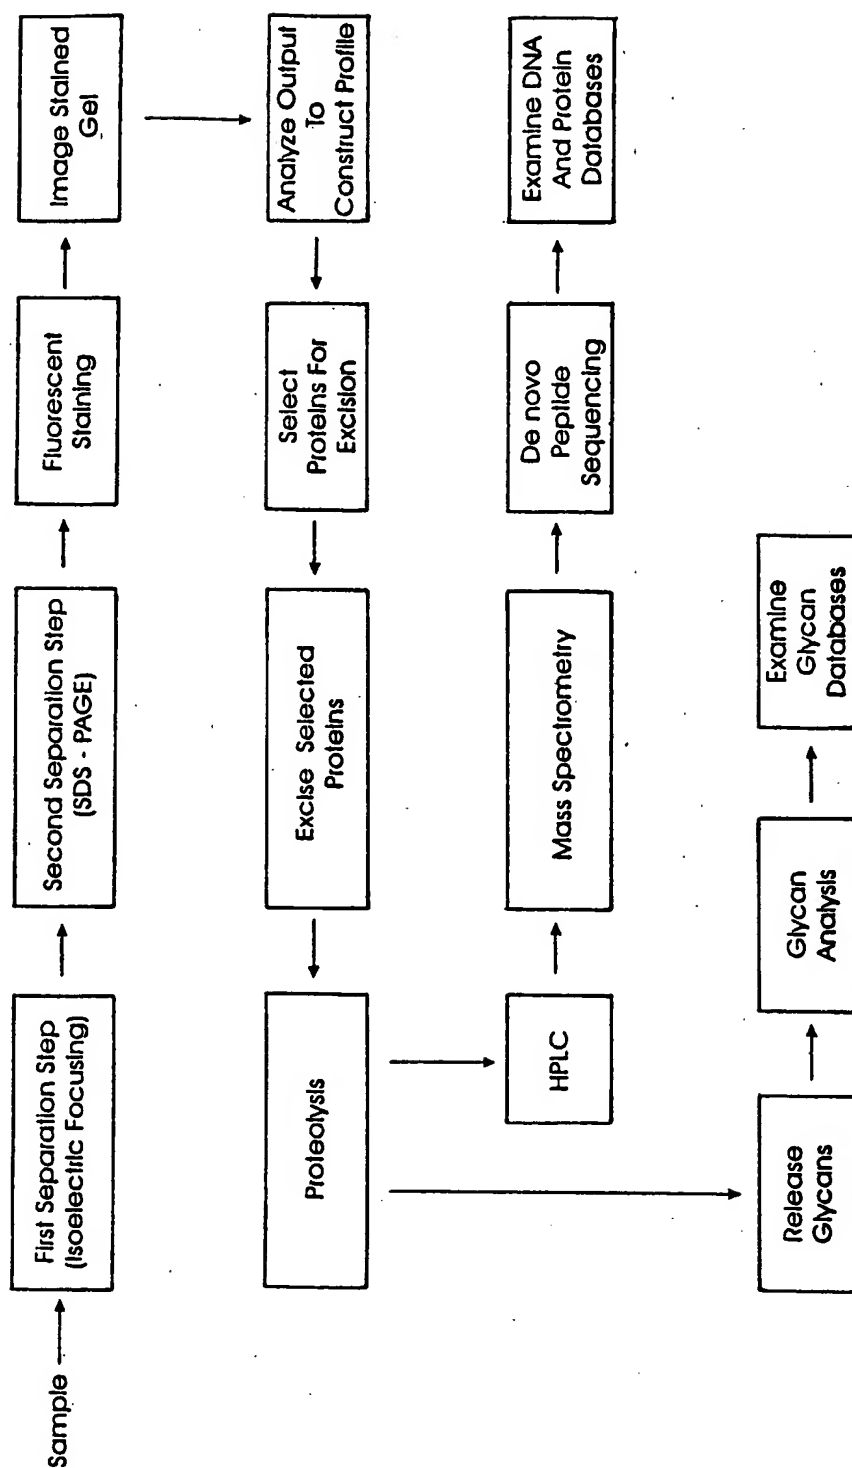 Sample
First Separation Step
(Isoelectric Focusing)
Second Separation Step
(SDS - PAGE)
Fluorescent
Staining
Image Stained
Gel
Analyze Output
To
Construct Profile
Select
Proteins For
Excision
Excise Selected
Proteins
Proteolysis
HPLC
Mass Spectrometry
De novo
Peptide
Sequencing
Examine DNA
And Protein
Databases
Release
Glycans
Glycan
Analysis
Examine
Glycan
Databases